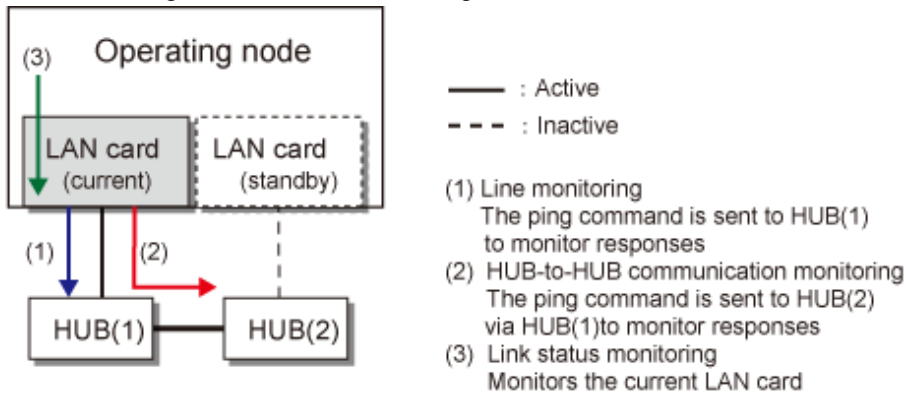 Operating node
(3)
LAN card
(current)
LAN card
(standby)
(1)
(2)
HUB(1)
HUB(2)
: Active
: Inactive
(1) Line monitoring
The ping command is sent to HUB(1)
to monitor responses
(2) HUB-to-HUB communication monitoring
The ping command is sent to HUB(2)
via HUB(1)to monitor responses
(3) Link status monitoring
Monitors the current LAN card